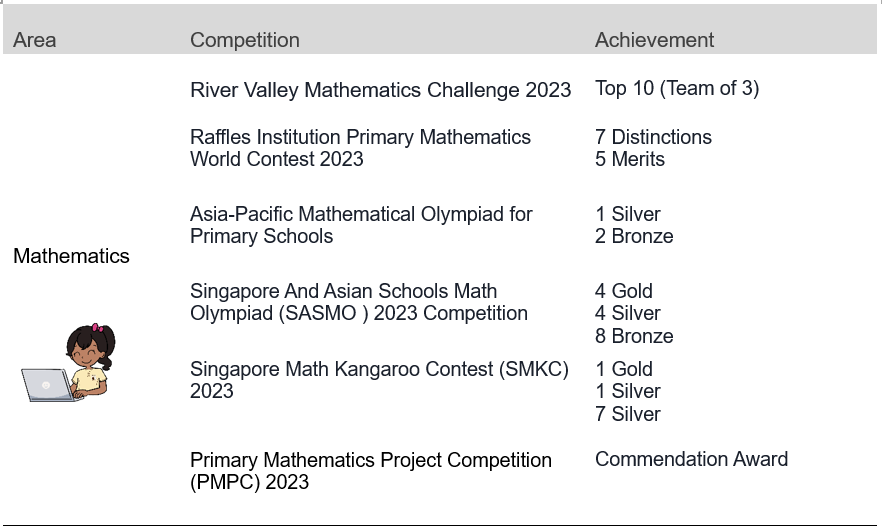 Area Competition Achievement
River Valley Mathematics Challenge 2023 Top 10 (Team of 3)
Raffles Institution Primary Mathematics 7 Distinctions
World Contest 2023 5 Merits
Asia-Pacific Mathematical Olympiad for 1 Silver
Primary Schools 2 Bronze
Mathematics
Singapore And Asian Schools Math 4 Gold
Olympiad (SASMO ) 2023 Competition 4 Silver
8 Bronze
Singapore Math Kangaroo Contest (SMKC) 1 Gold
2023 1 Silver
7 Silver
Primary Mathematics Project Competition Commendation Award
(PMPC) 2023